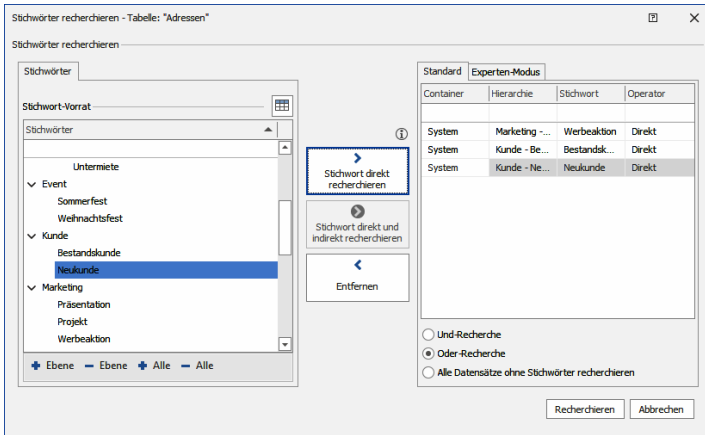 Stichwörter recherchieren - Tabelle: "Adressen"
Stichwörter recherchieren
Stichwörter
Stichwort-Vorrat
Stichwörter
Untermiete
Event
Sommerfest
Weihnachtsfest
Kunde
Bestandskunde
Neukunde
Marketing
Präsentation
Projekt
Werbeaktion
+ Ebene − Ebene + Alle − Alle
Stichwort direkt
recherchieren
Stichwort direkt und
indirekt recherchieren
Entfernen
Standard Experten-Modus
Container Hierarchie Stichwort Operator
System Marketing -... Werbeaktion Direkt
System Kunde - Be... Bestandsk... Direkt
System Kunde - Ne... Neukunde Direkt
Und-Recherche
Oder-Recherche
Alle Datensätze ohne Stichwörter recherchieren
Recherchieren Abbrechen